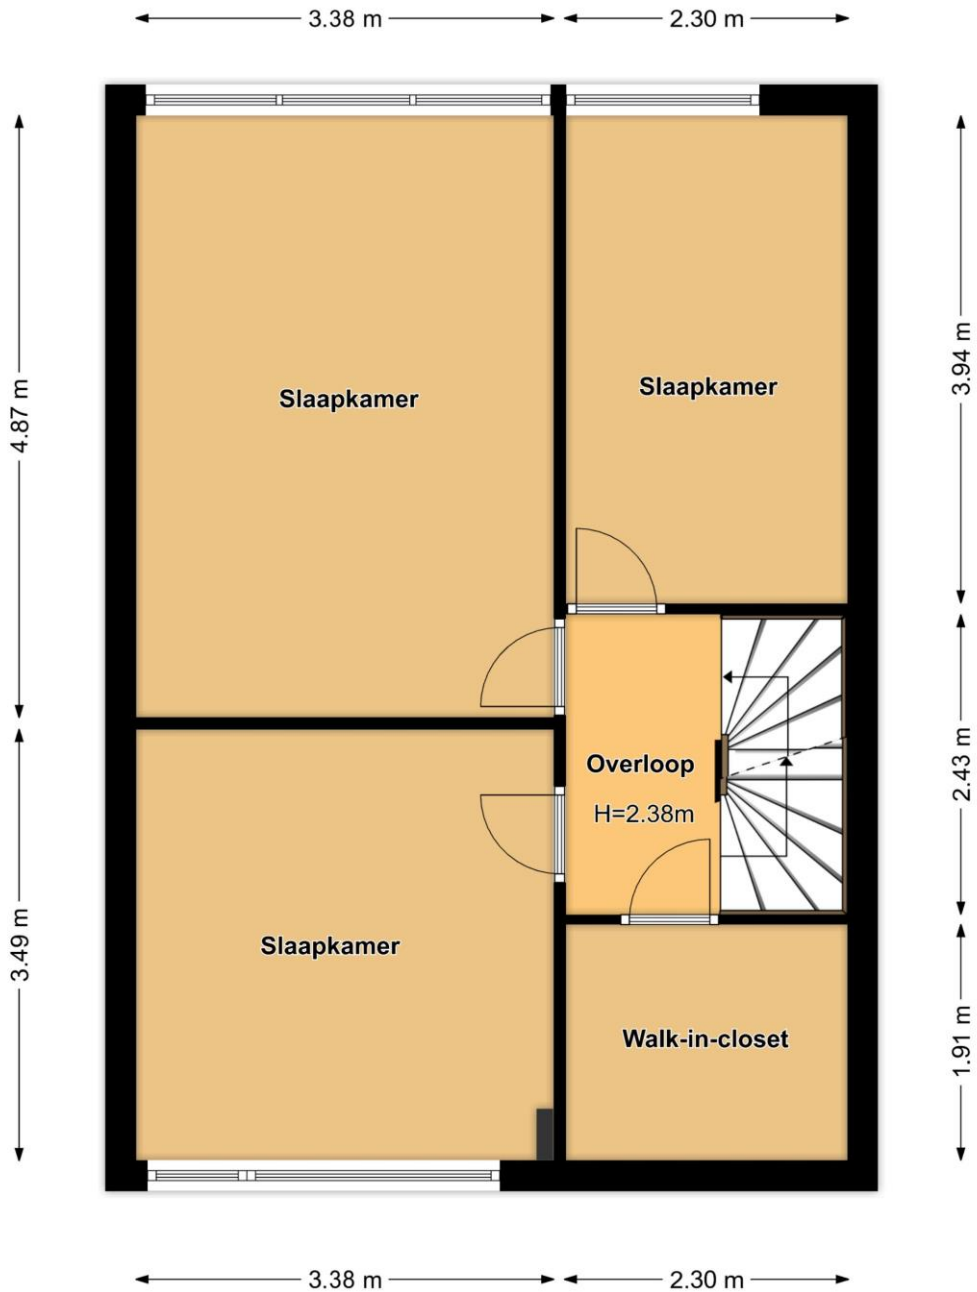 3.38 m
2.30 m
4.87 m
3.94 m
Slaapkamer
Slaapkamer
Overloop
H=2.38m
2.43 m
3.49 m
Slaapkamer
Walk-in-closet
1.91 m
3.38 m
2.30 m